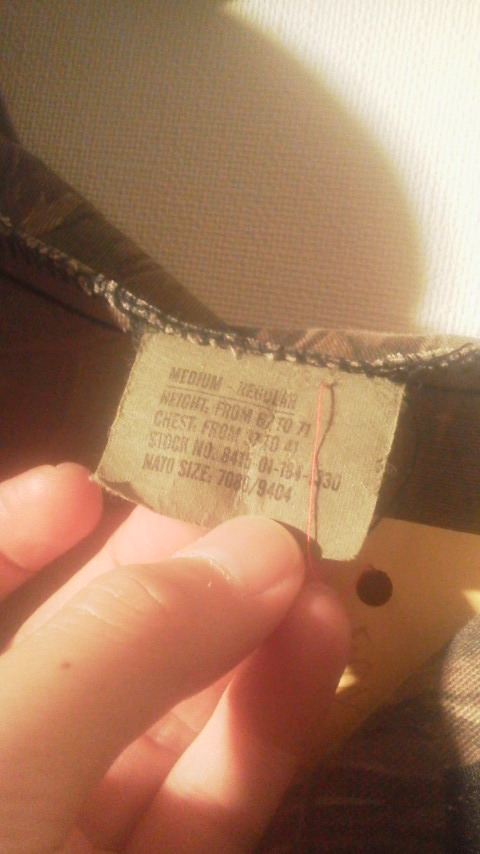 MEDIUM - REGULAR
HEIGHT: FROM 67 TO 71
CHEST: FROM 37 TO 41
STOCK NO. 8415-01-184-
NATO SIZE: 7080/9404